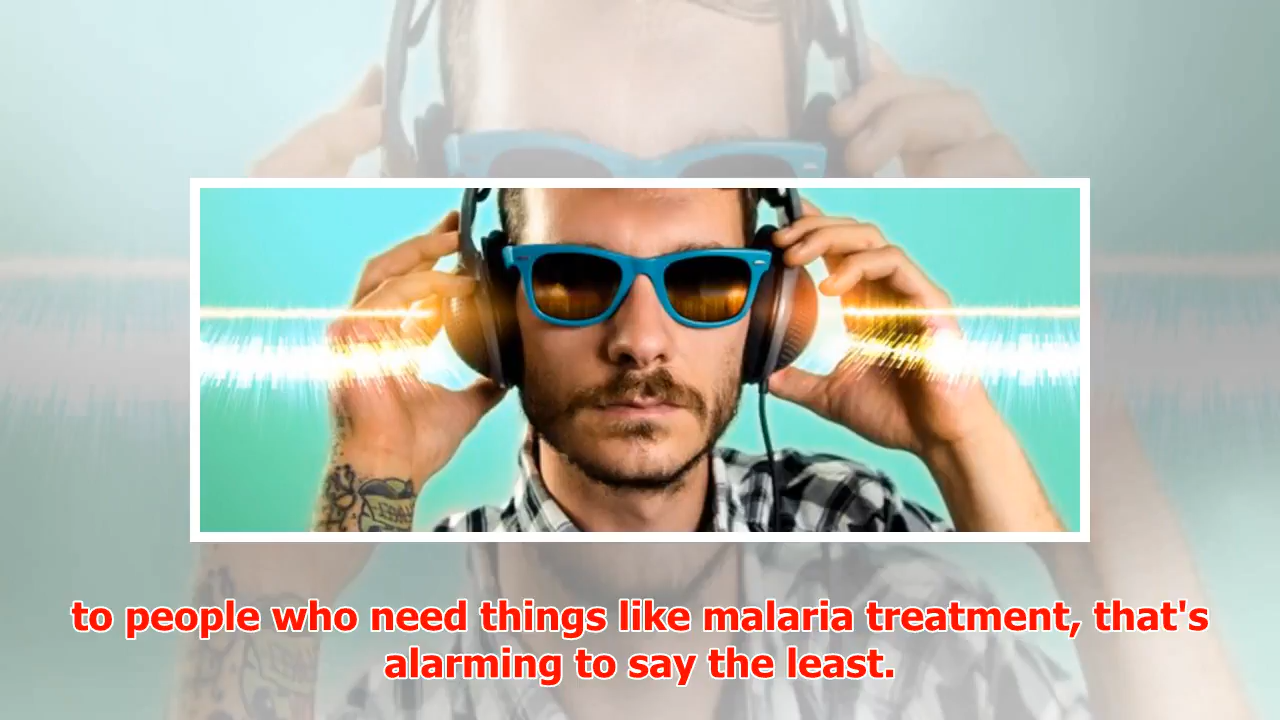 to people who need things like malaria treatment, that's
alarming to say the least.